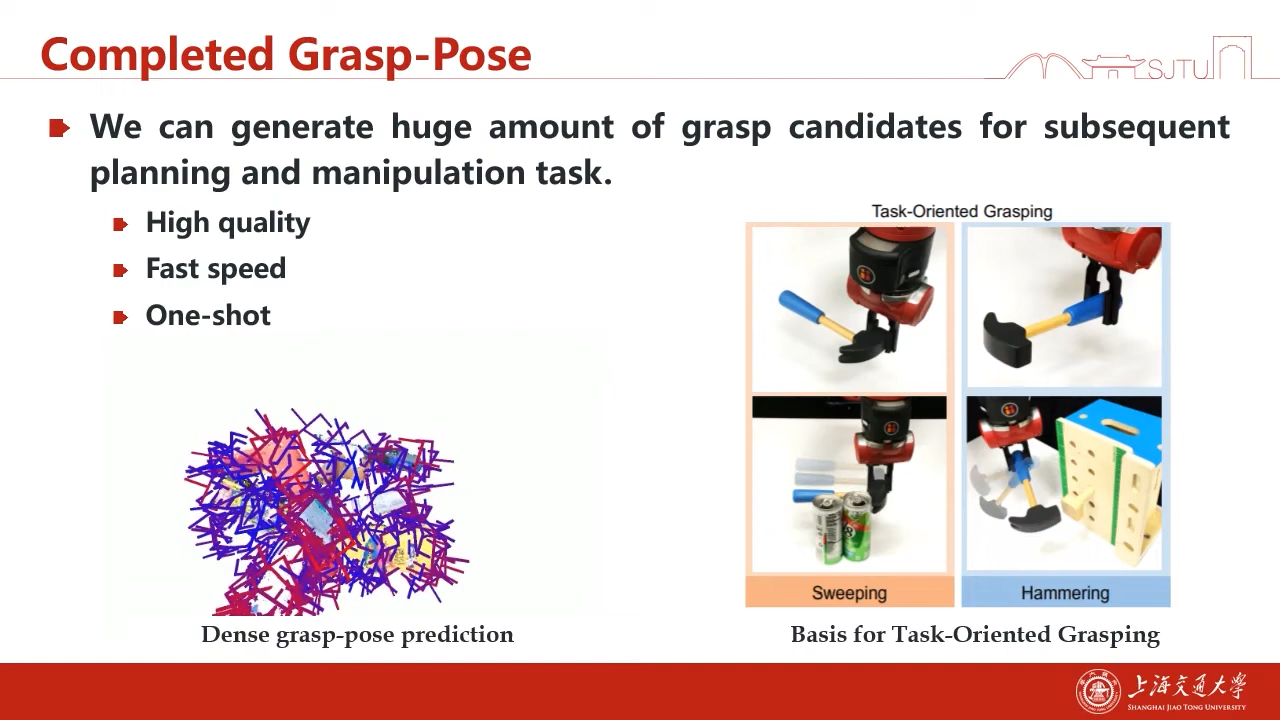 Completed Grasp-Pose
SJTU
We can generate huge amount of grasp candidates for subsequent
planning and manipulation task.
High quality
Fast speed
One-shot
Task-Oriented Grasping
Sweeping
Hammering
Dense grasp-pose prediction
Basis for Task-Oriented Grasping
上海交通大学
SHANGHAI JIAO TONG UNIVERSITY